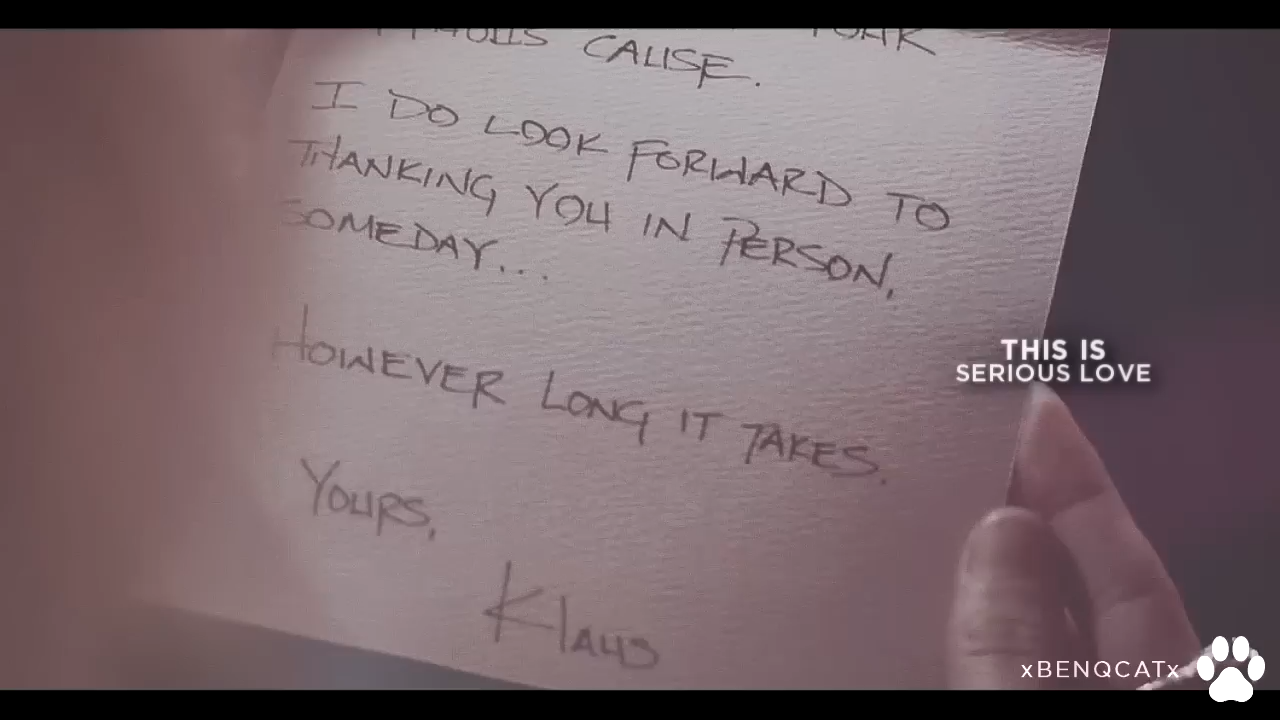 CAUSE.
I DO LOOK FORWARD TO
THANKING YOU IN PERSON,
SOMEDAY...
HOWEVER LONG IT TAKES.
YOURS,
Klaus
THIS IS
SERIOUS LOVE
xBENQCATx